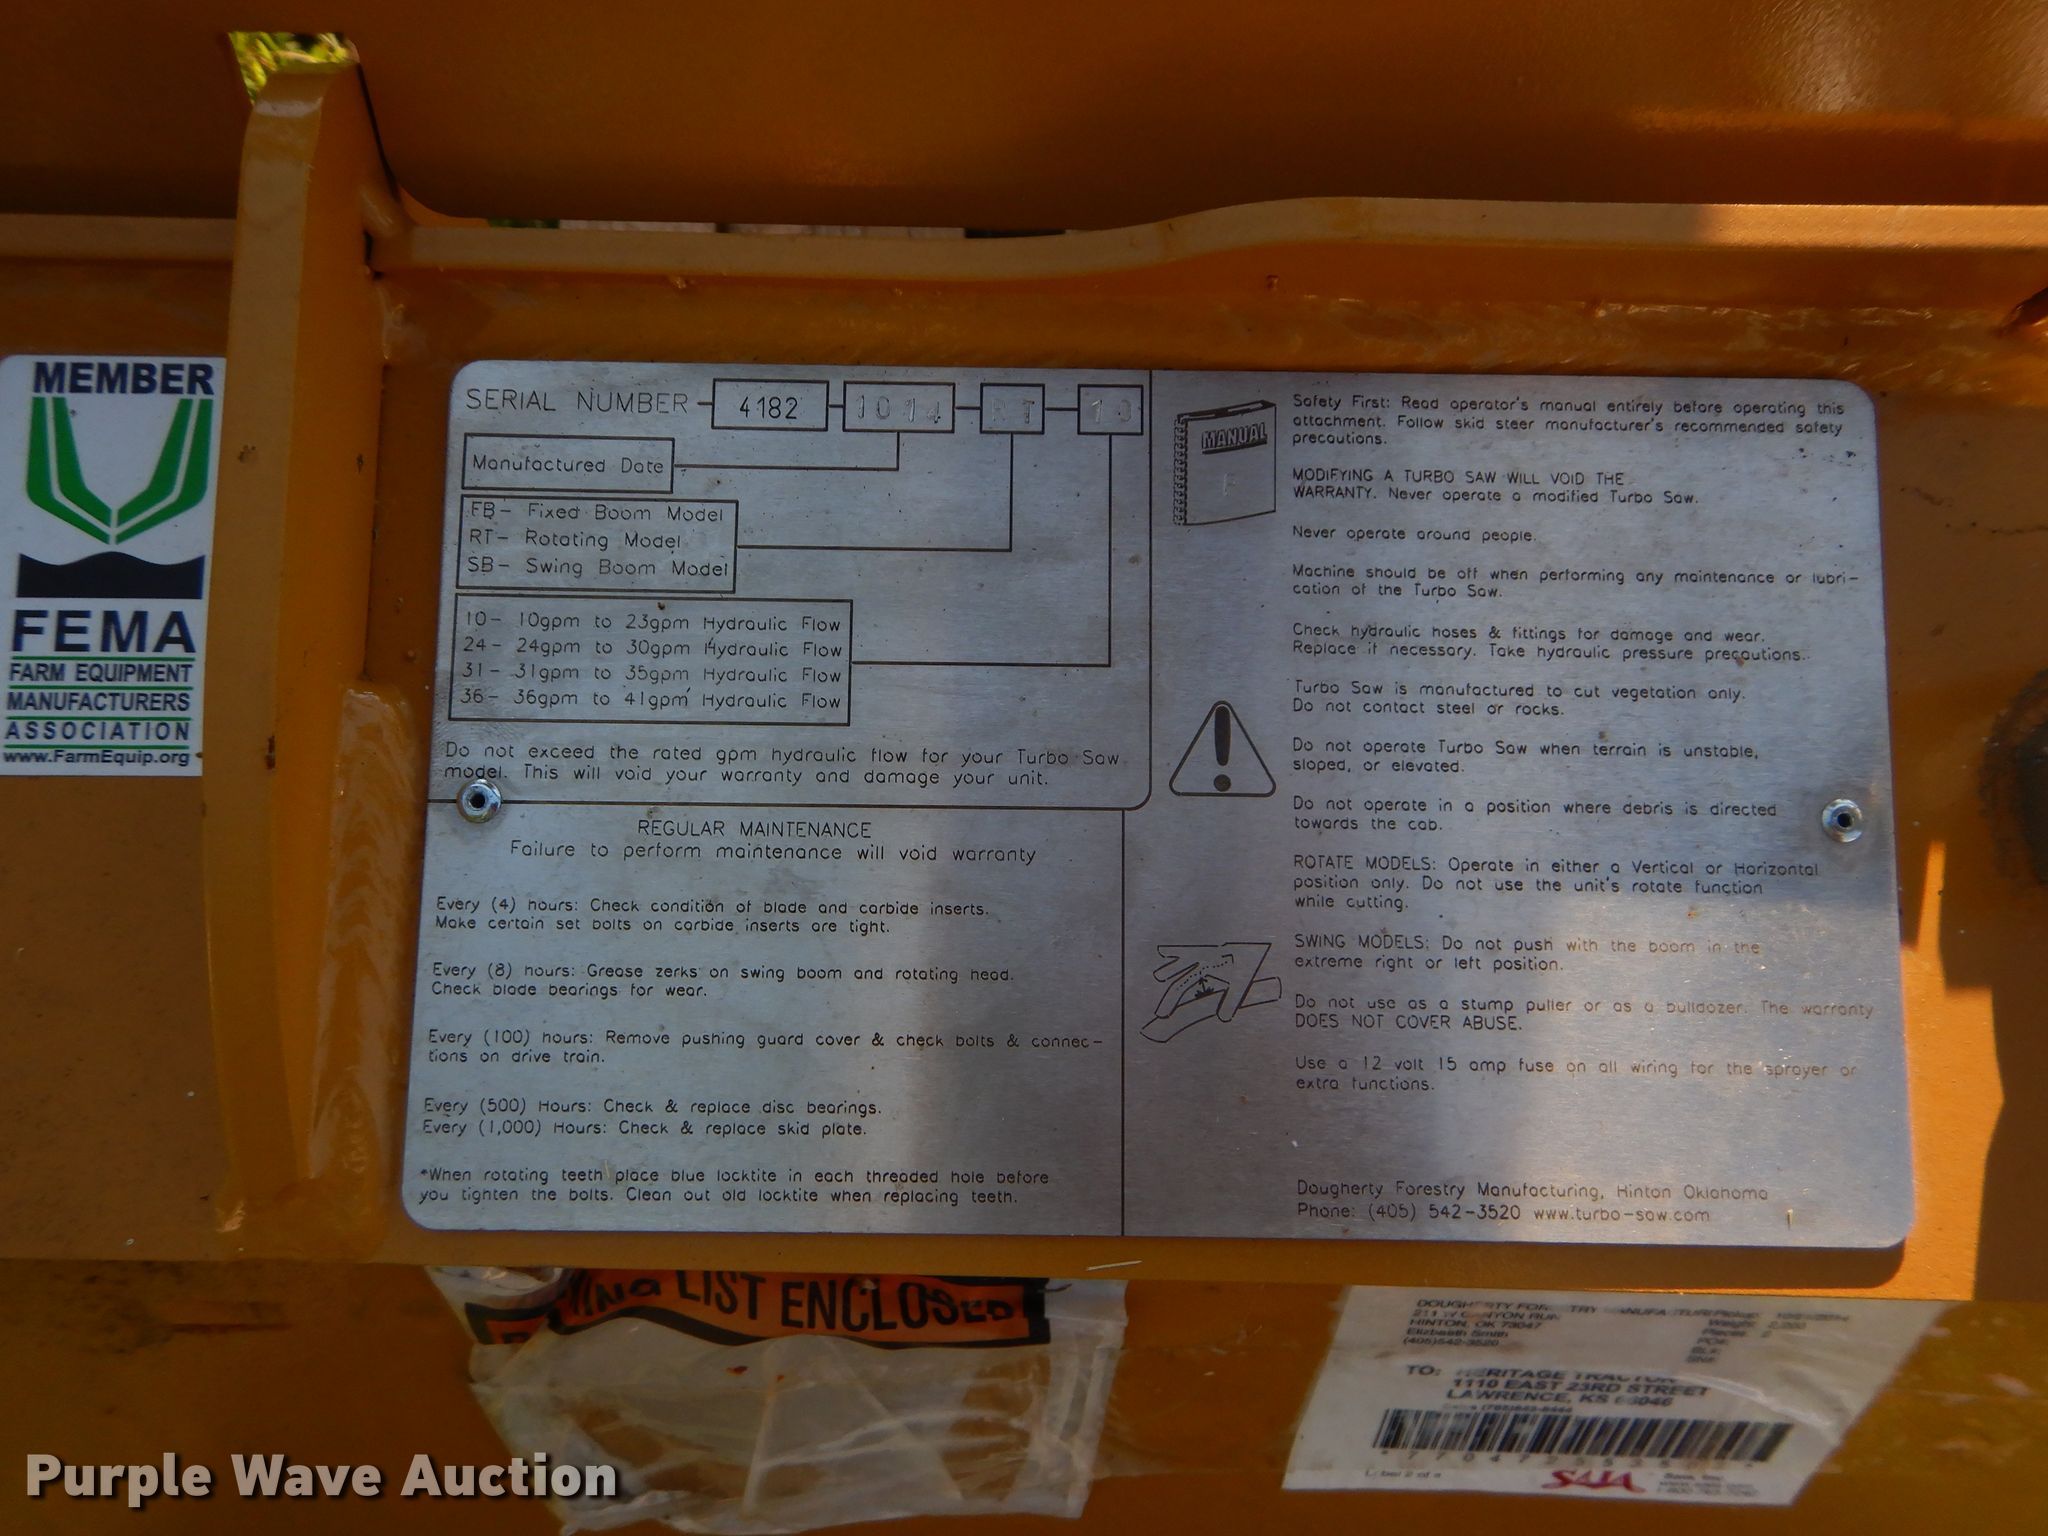 MEMBER
FEMA
FARM EQUIPMENT
MANUFACTURERS
ASSOCIATION
www.FarmEquip.org
SERIAL NUMBER - 4182 - 1014 - RT - 10
Manufactured Date
FB- Fixed Boom Model
RT- Rotating Model
SB- Swing Boom Model
10- 10gpm to 23gpm Hydraulic Flow
24- 24gpm to 30gpm Hydraulic Flow
31- 31gpm to 35gpm Hydraulic Flow
36- 36gpm to 41gpm Hydraulic Flow
Do not exceed the rated gpm hydraulic flow for your Turbo Saw
model. This will void your warranty and damage your unit.
REGULAR MAINTENANCE
Failure to perform maintenance will void warranty
Every (4) hours: Check condition of blade and carbide inserts.
Make certain set bolts on carbide inserts are tight.
Every (8) hours: Grease zerks on swing boom and rotating head.
Check blade bearings for wear.
Every (100) hours: Remove pushing guard cover & check bolts & connec-
tions on drive train.
Every (500) Hours: Check & replace disc bearings.
Every (1,000) Hours: Check & replace skid plate.
*When rotating teeth place blue locktite in each threaded hole before
you tighten the bolts. Clean out old locktite when replacing teeth.
MANUAL
F
Safety First: Read operator's manual entirely before operating this
attachment. Follow skid steer manufacturer's recommended safety
precautions.
MODIFYING A TURBO SAW WILL VOID THE
WARRANTY. Never operate a modified Turbo Saw.
Never operate around people.
Machine should be off when performing any maintenance or lubri-
cation of the Turbo Saw.
Check hydraulic hoses & fittings for damage and wear.
Replace if necessary. Take hydraulic pressure precautions.
Turbo Saw is manufactured to cut vegetation only.
Do not contact steel or rocks.
Do not operate Turbo Saw when terrain is unstable,
sloped, or elevated.
Do not operate in a position where debris is directed
towards the cab.
ROTATE MODELS: Operate in either a Vertical or Horizontal
position only. Do not use the unit's rotate function
while cutting.
SWING MODELS: Do not push with the boom in the
extreme right or left position.
Do not use as a stump puller or as a bulldozer. The warranty
DOES NOT COVER ABUSE.
Use a 12 volt 15 amp fuse on all wiring for the sprayer or
extra functions.
Dougherty Forestry Manufacturing, Hinton Oklahoma
Phone: (405) 542-3520 www.turbo-saw.com
LIST ENCLOSED
HINTON, OK 73047
Elizbeath Smith
(405)542-3520
Weight: 2,000
TO: HERITAGE TRACTOR
1110 EAST 23RD STREET
LAWRENCE, KS 66046
SAIA
Purple Wave Auction